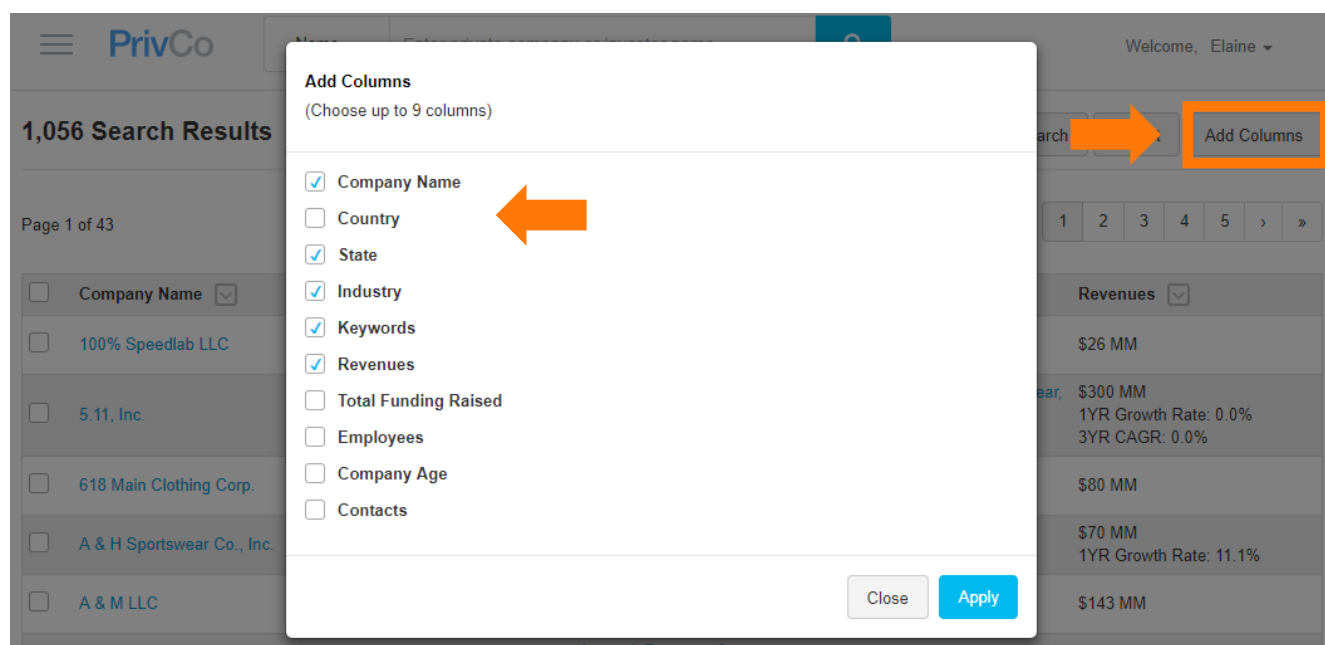 PrivCo
Welcome, Elaine
Add Columns
(Choose up to 9 columns)
1,056 Search Results
arch
Add Columns
Company Name
Country
State
Industry
Keywords
Revenues
Total Funding Raised
Employees
Company Age
Contacts
Close
Apply
Page 1 of 43
1 2 3 4 5 › »
Company Name
Revenues
100% Speedlab LLC
$26 MM
5.11, Inc.
ear,
$300 MM
1YR Growth Rate: 0.0%
3YR CAGR: 0.0%
618 Main Clothing Corp.
$80 MM
A & H Sportswear Co., Inc.
$70 MM
1YR Growth Rate: 11.1%
A & M LLC
$143 MM